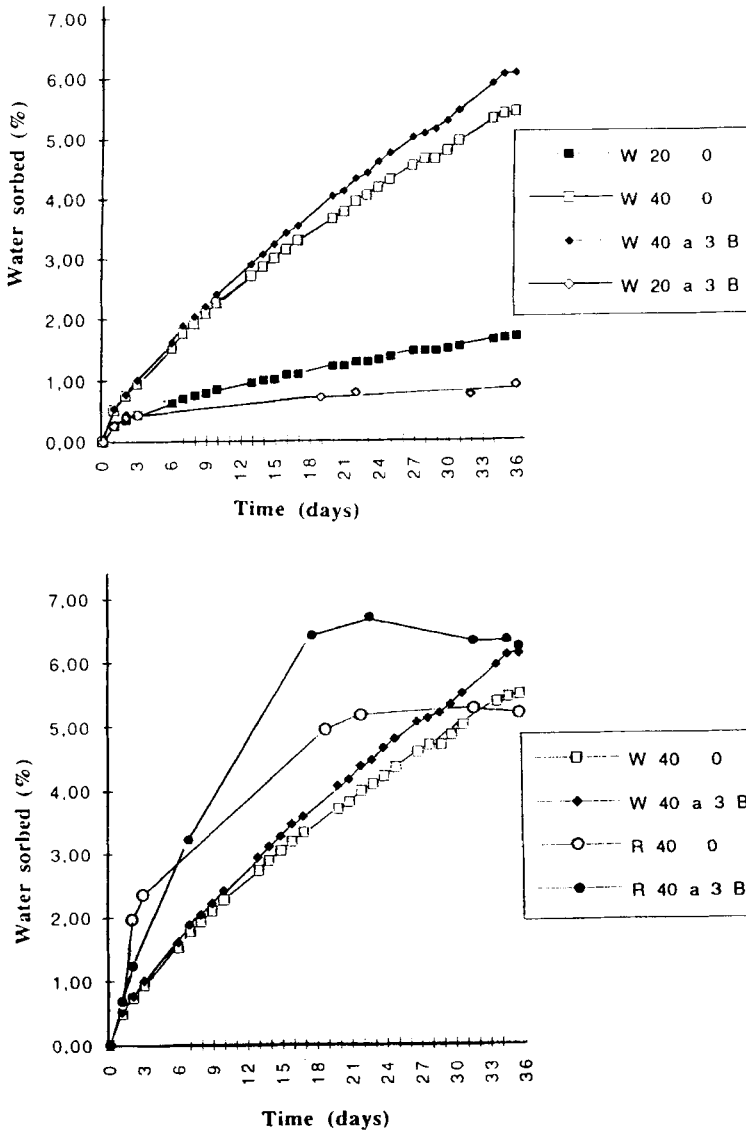 Water sorbed (%)
7,00
6,00
5,00
4,00
3,00
2,00
1,00
0,00
0 3 6 9 12 15 18 21 24 27 30 33 36
Time (days)
W 20 0
W 40 0
W 40 a 3 B
W 20 a 3 B
Water sorbed (%)
7,00
6,00
5,00
4,00
3,00
2,00
1,00
0,00
0 3 6 9 12 15 18 21 24 27 30 33 36
Time (days)
W 40 0
W 40 a 3 B
R 40 0
R 40 a 3 B